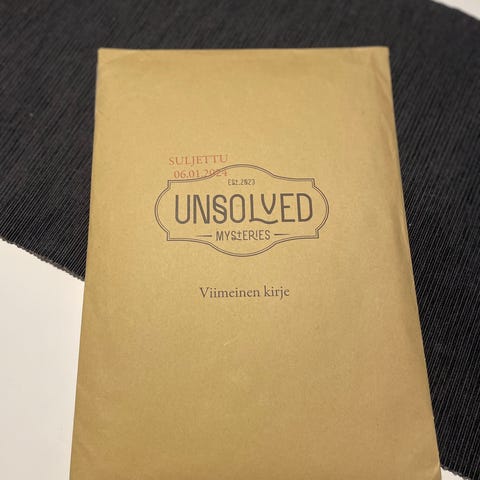 SULJETTU
06.01.2024
Est.2023
UNSOLVED
MYSTERIES
Viimeinen kirje